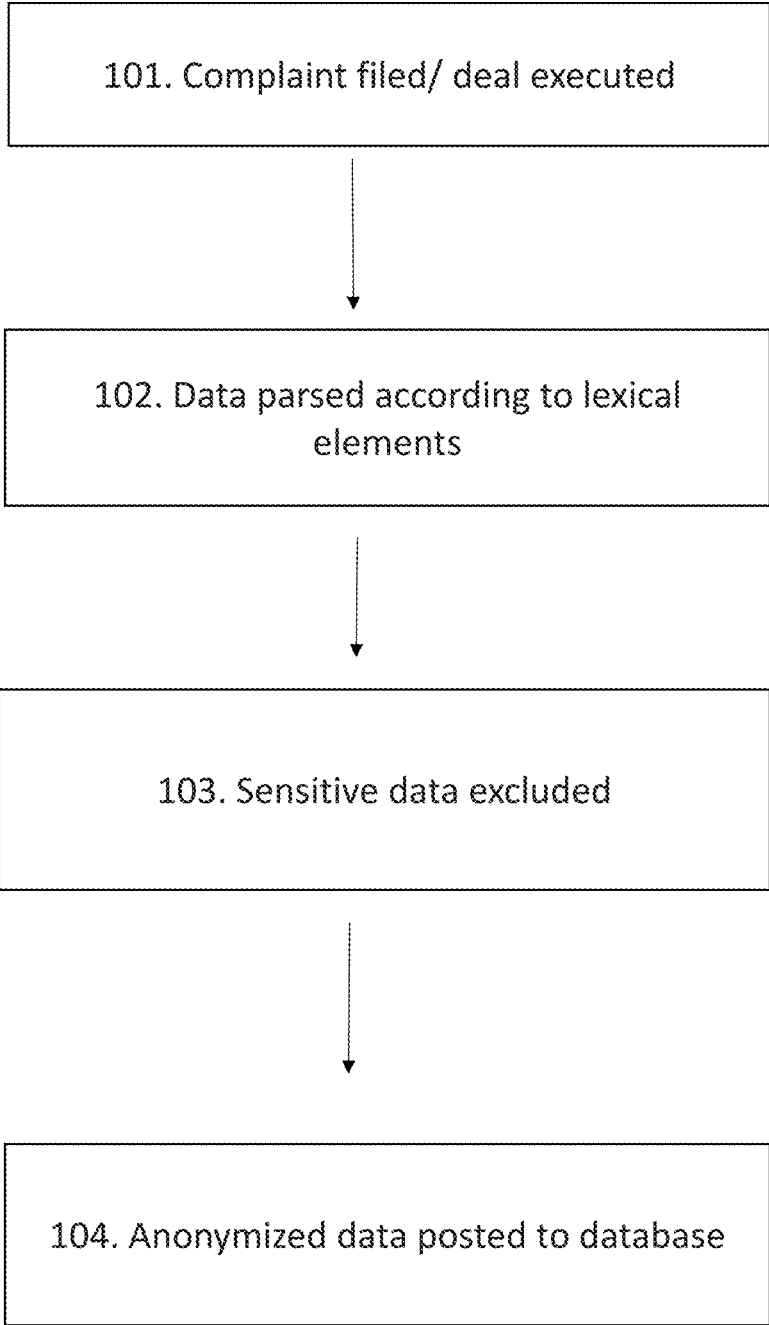 101. Complaint filed/ deal executed
102. Data parsed according to lexical
elements
103. Sensitive data excluded
104. Anonymized data posted to database